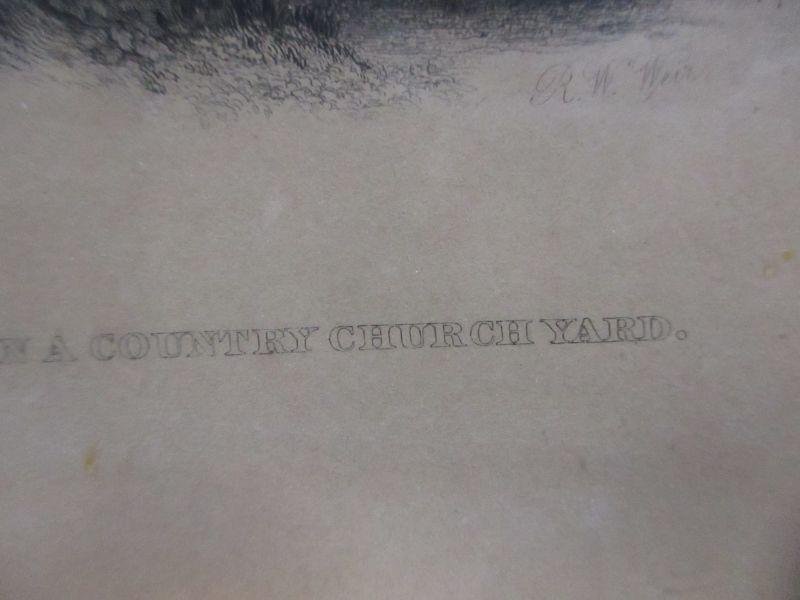 R. W. Weir
N A COUNTRY CHURCH YARD.